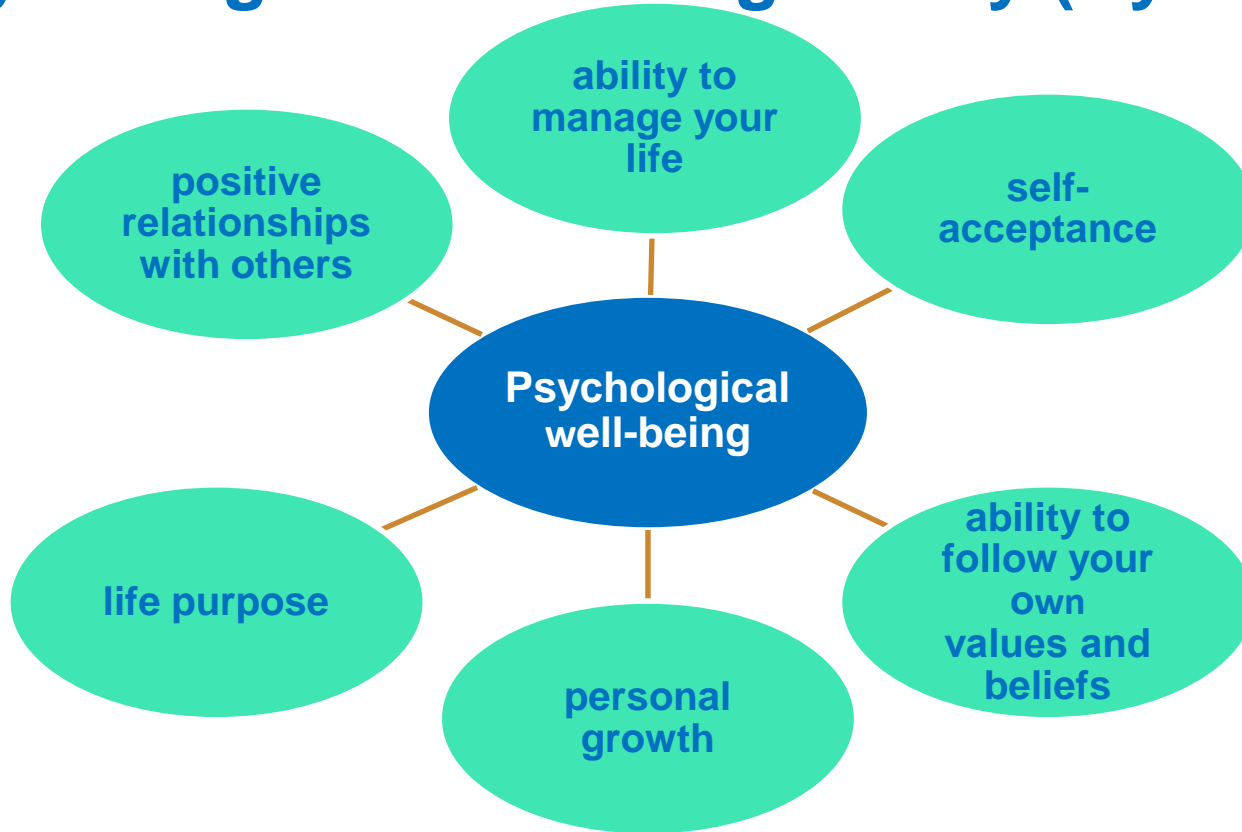 ability to
manage your
life
positive
relationships
with others
self-
acceptance
Psychological
well-being
life purpose
ability to
follow your
own
values and
beliefs
personal
growth